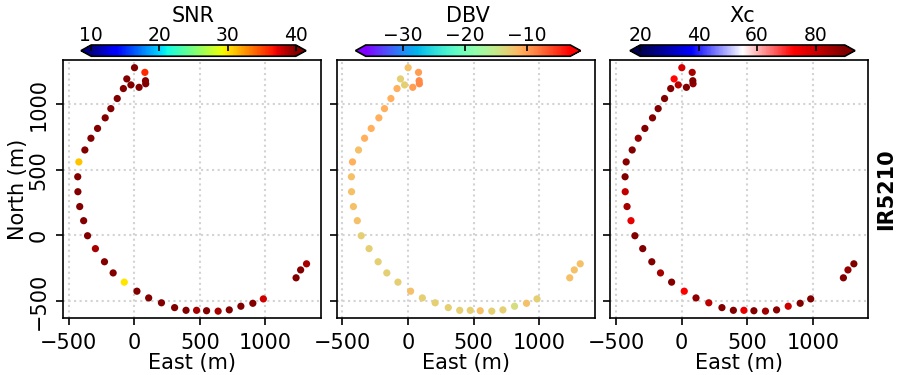 SNR DBV Xc
10 20 30 40 −30 −20 −10 20 40 60 80
1000
500
0
−500
North (m)
IR5210
−500 0 500 1000 −500 0 500 1000 −500 0 500 1000
East (m) East (m) East (m)